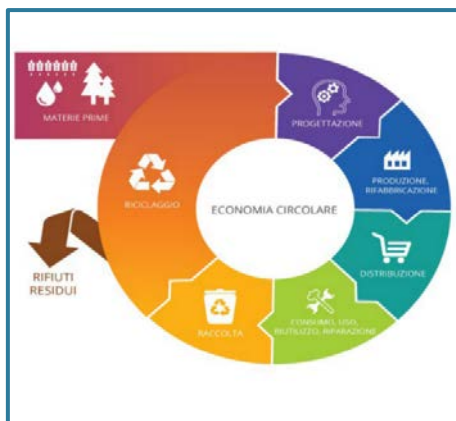 MATERIE PRIME
PROGETTAZIONE
PRODUZIONE,
RIFABBRICAZIONE
DISTRIBUZIONE
CONSUMO, USO,
RIUTILIZZO, RIPARAZIONE
RACCOLTA
RICICLAGGIO
RIFIUTI
RESIDUI
ECONOMIA CIRCOLARE